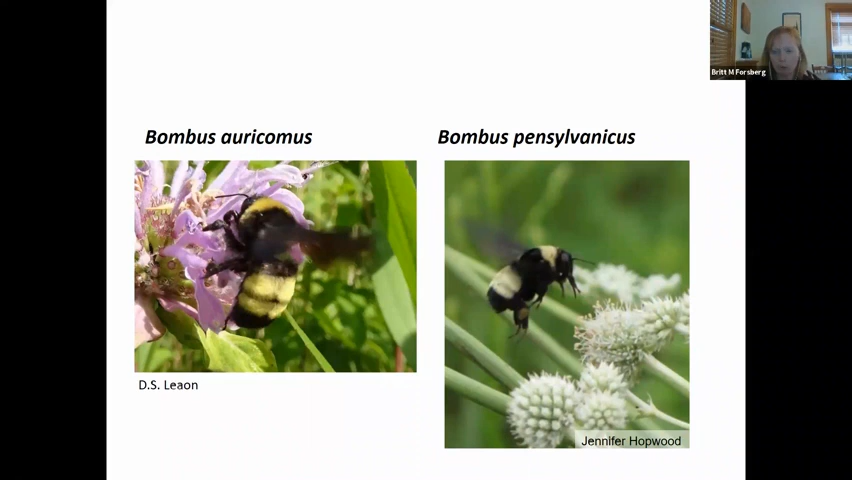 Britt M Forsberg
Bombus auricomus
Bombus pensylvanicus
D.S. Leaon
Jennifer Hopwood